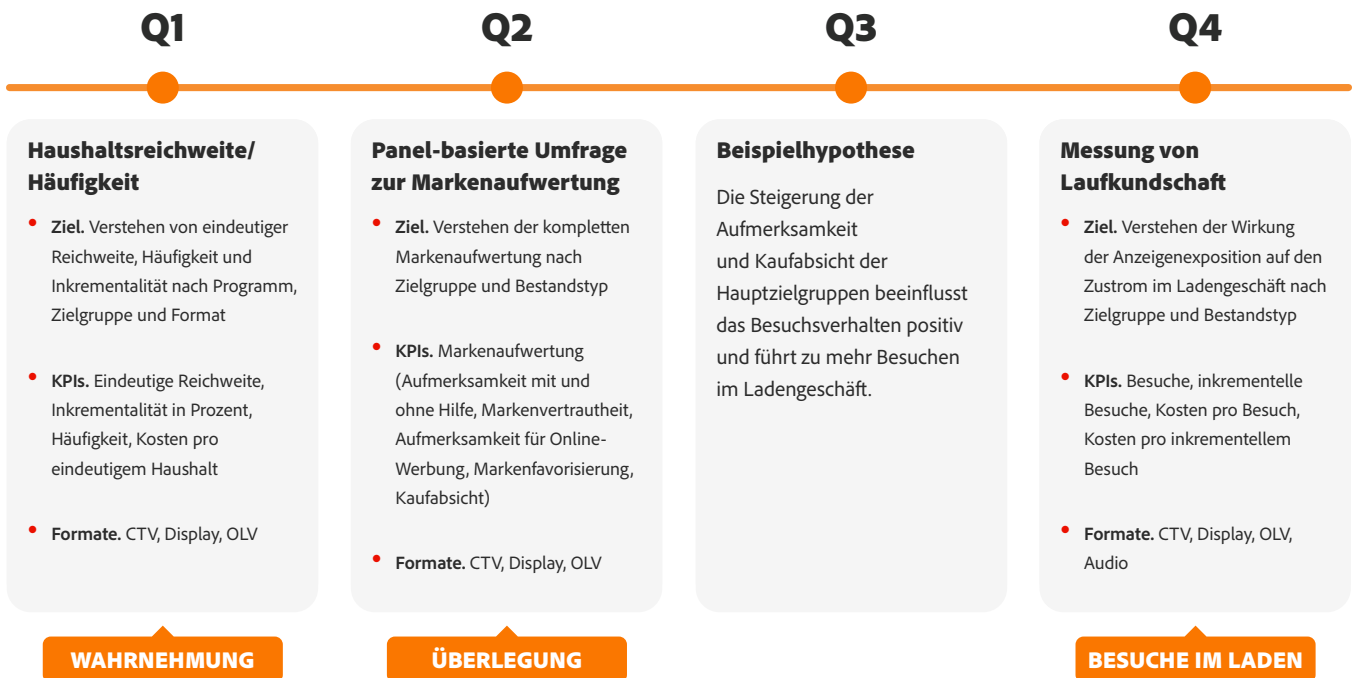 Q1
Q2
Q3
Q4
Haushaltsreichweite/
Häufigkeit
• Ziel. Verstehen von eindeutiger
Reichweite, Häufigkeit und
Inkrementalität nach Programm,
Zielgruppe und Format
• KPIs. Eindeutige Reichweite,
Inkrementalität in Prozent,
Häufigkeit, Kosten pro
eindeutigem Haushalt
• Formate. CTV, Display, OLV
WAHRNEHMUNG
Panel-basierte Umfrage
zur Markenaufwertung
• Ziel. Verstehen der kompletten
Markenaufwertung nach
Zielgruppe und Bestandstyp
• KPIs. Markenaufwertung
(Aufmerksamkeit mit und
ohne Hilfe, Markenvertrautheit,
Aufmerksamkeit für Online-
Werbung, Markenfavorisierung,
Kaufabsicht)
• Formate. CTV, Display, OLV
ÜBERLEGUNG
Beispielhypothese
Die Steigerung der
Aufmerksamkeit
und Kaufabsicht der
Hauptzielgruppen beeinflusst
das Besuchsverhalten positiv
und führt zu mehr Besuchen
im Ladengeschäft.
Messung von
Laufkundschaft
• Ziel. Verstehen der Wirkung
der Anzeigenexposition auf den
Zustrom im Ladengeschäft nach
Zielgruppe und Bestandstyp
• KPIs. Besuche, inkrementelle
Besuche, Kosten pro Besuch,
Kosten pro inkrementellem
Besuch
• Formate. CTV, Display, OLV,
Audio
BESUCHE IM LADEN